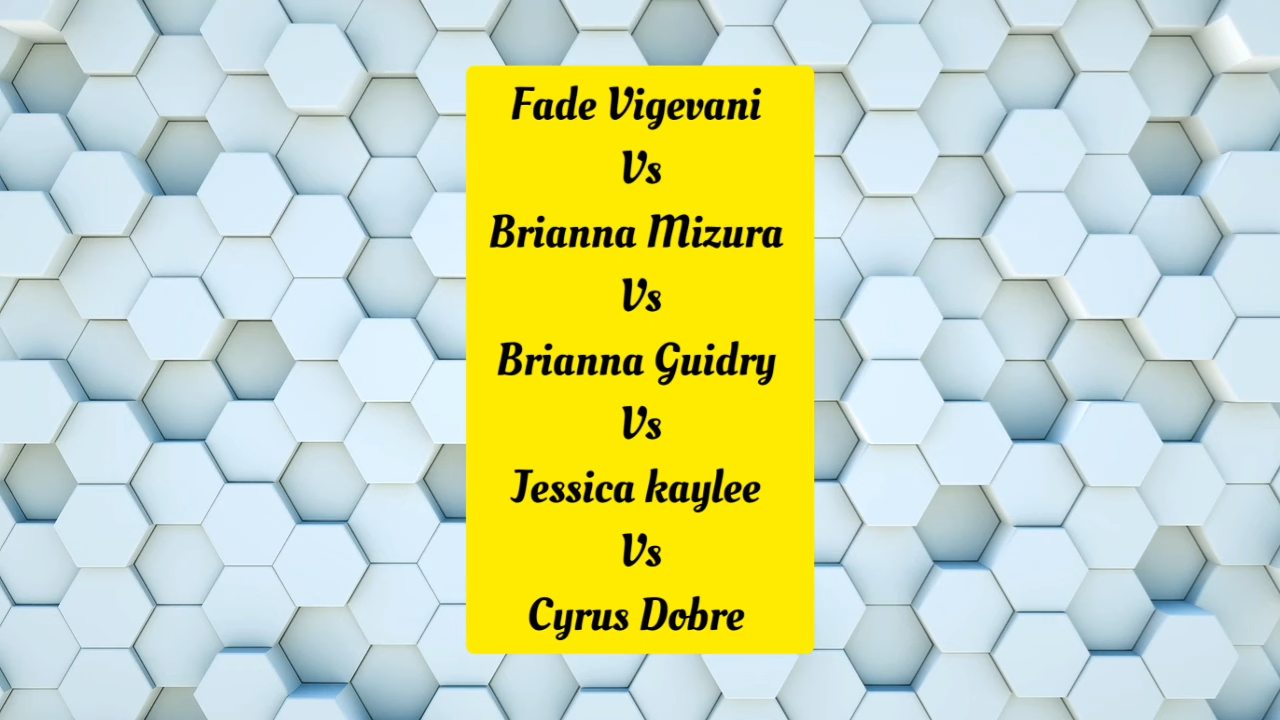 Fade Vigevani
Vs
Brianna Mizura
Vs
Brianna Guidry
Vs
Jessica kaylee
Vs
Cyrus Dobre